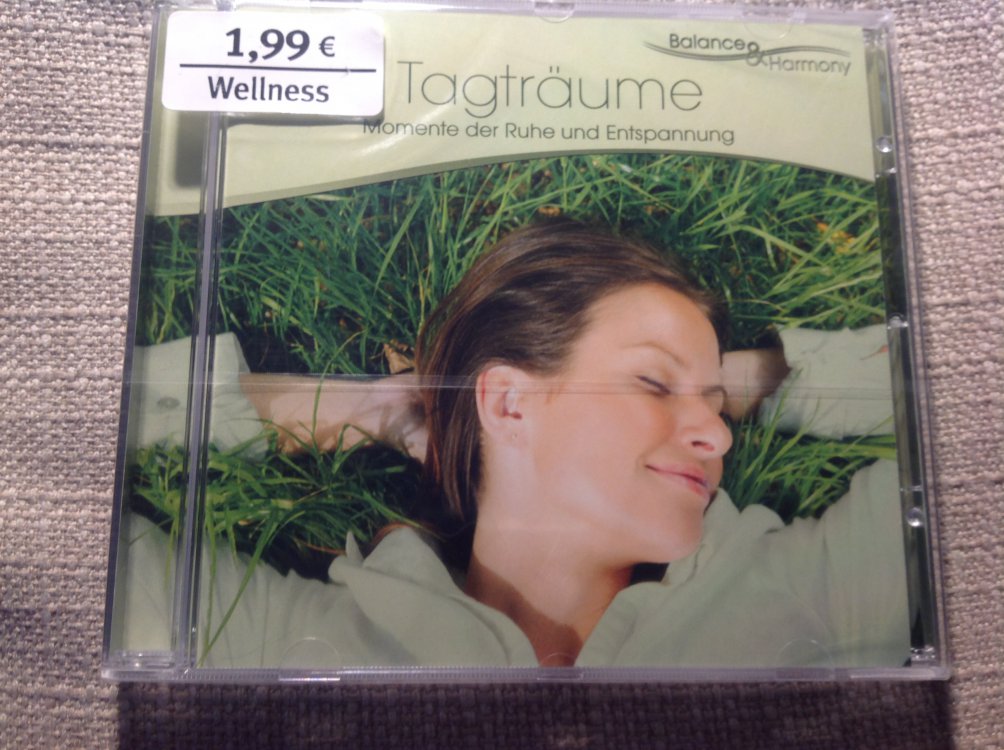 1,99 €
Wellness
Balance & Harmony
Tagträume
Momente der Ruhe und Entspannung